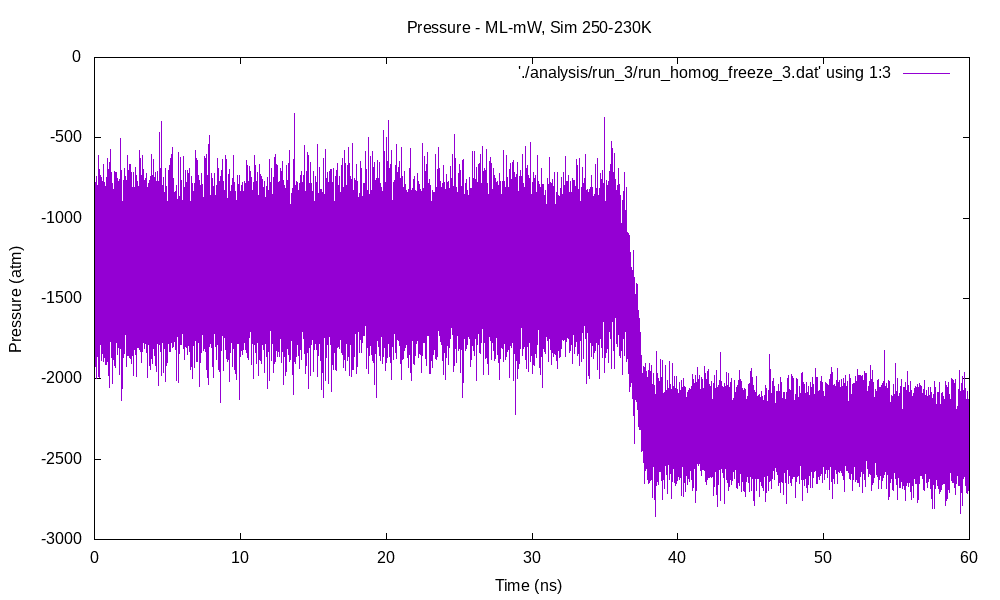 Pressure - ML-mW, Sim 250-230K
'./analysis/run_3/run_homog_freeze_3.dat' using 1:3
Pressure (atm)
0
-500
-1000
-1500
-2000
-2500
-3000
0 10 20 30 40 50 60
Time (ns)